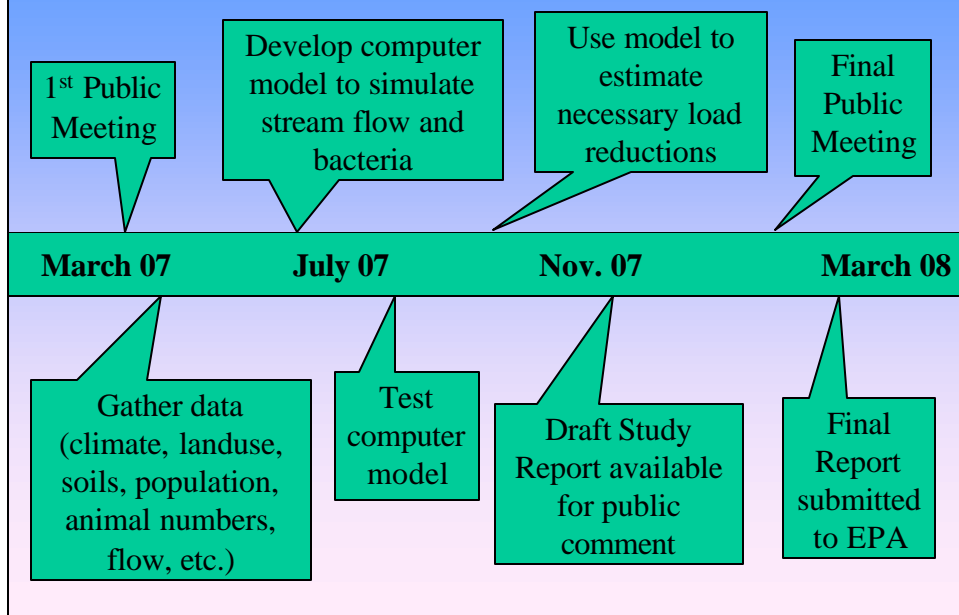 1st Public
Meeting
Develop computer
model to simulate
stream flow and
bacteria
Use model to
estimate
necessary load
reductions
Final
Public
Meeting
March 07
July 07
Nov. 07
March 08
Gather data
(climate, landuse,
soils, population,
animal numbers,
flow, etc.)
Test
computer
model
Draft Study
Report available
for public
comment
Final
Report
submitted
to EPA